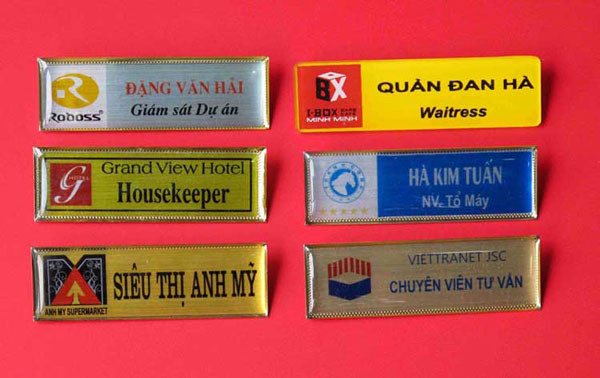 Roboss
ĐẶNG VĂN HẢI
Giám sát Dự án
BX
I-BOX
MINH MINH
QUẢN ĐAN HÀ
Waitress
G HOTEL
Grand View Hotel
Housekeeper
HÀ KIM TUẤN
NV. Tổ Máy
ANH MY SUPERMARKET
SIÊU THỊ ANH MỸ
VIETTRANET JSC
CHUYÊN VIÊN TƯ VẤN